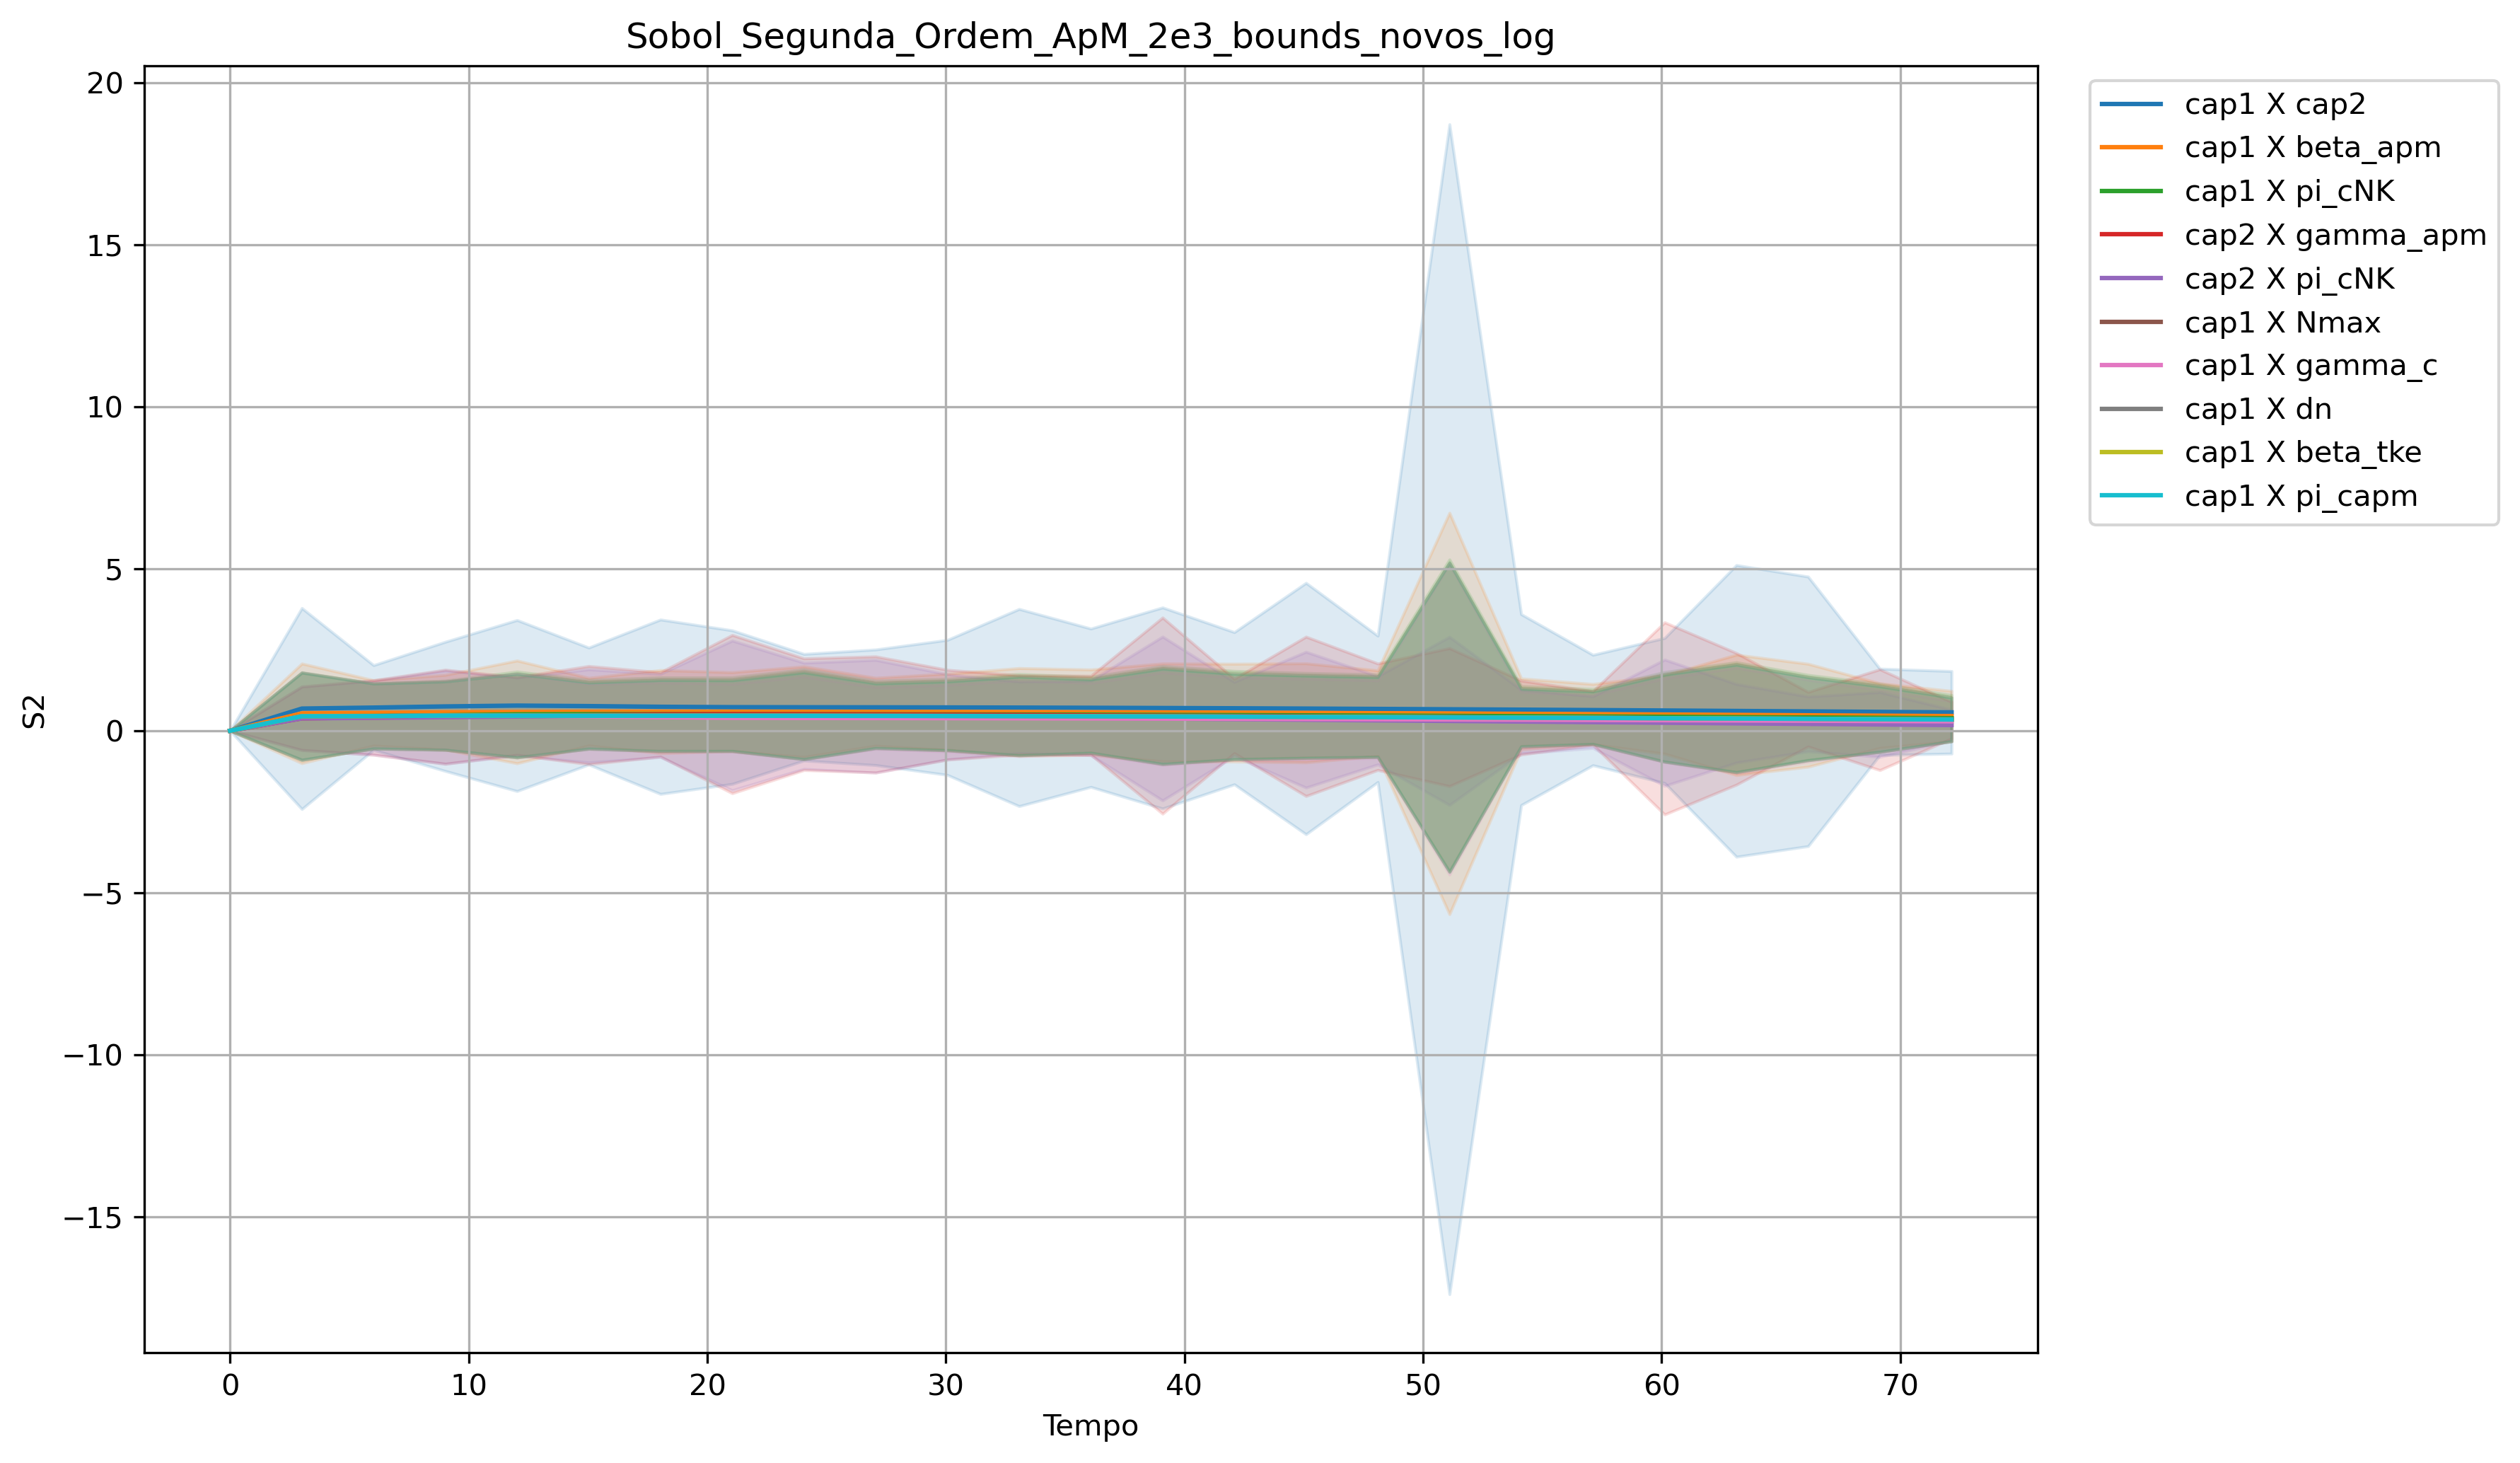 Sobol_Segunda_Ordem_ApM_2e3_bounds_novos_log
20
15
10
5
0
−5
−10
−15
S2
0 10 20 30 40 50 60 70
Tempo
cap1 X cap2
cap1 X beta_apm
cap1 X pi_cNK
cap2 X gamma_apm
cap2 X pi_cNK
cap1 X Nmax
cap1 X gamma_c
cap1 X dn
cap1 X beta_tke
cap1 X pi_capm